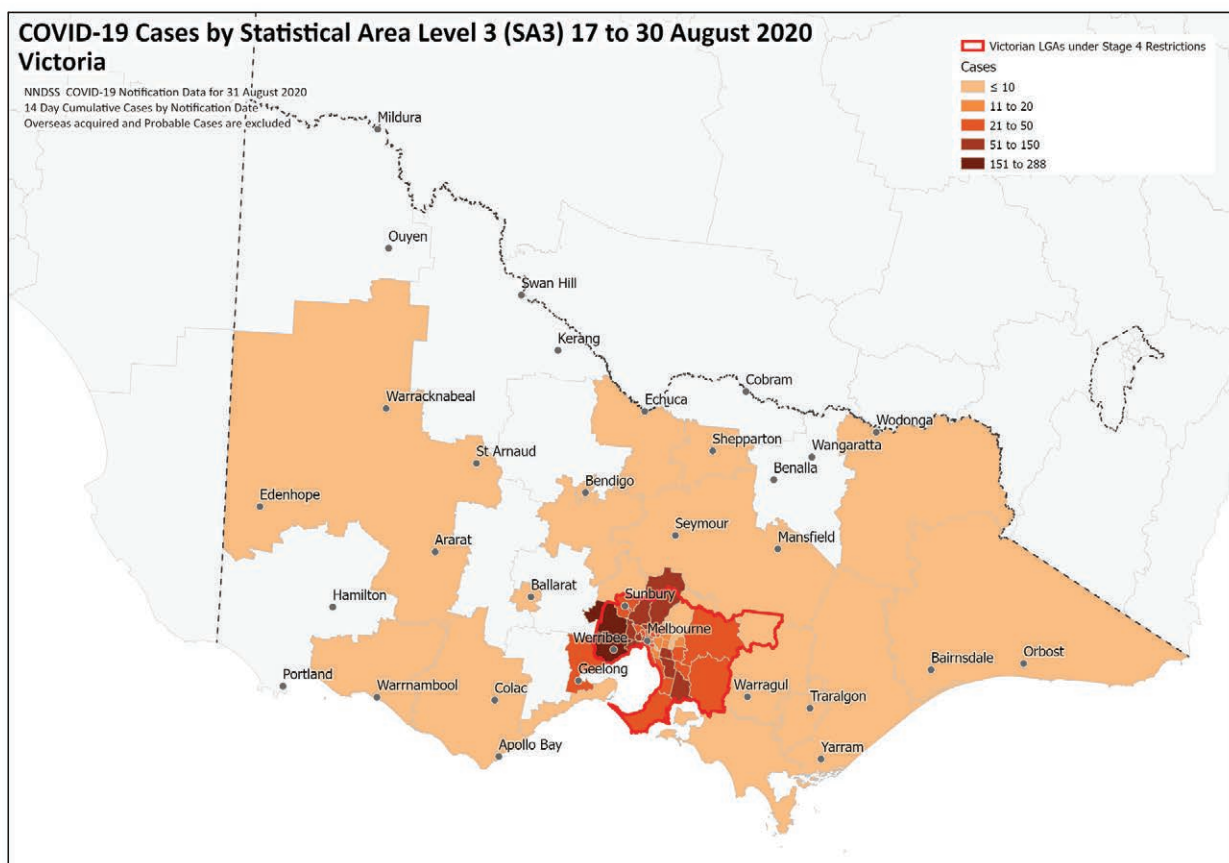 COVID-19 Cases by Statistical Area Level 3 (SA3) 17 to 30 August 2020
Victoria
NNDSS COVID-19 Notification Data for 31 August 2020
14 Day Cumulative Cases by Notification Date
Overseas acquired and Probable Cases are excluded
Victorian LGAs under Stage 4 Restrictions
Cases
≤ 10
11 to 20
21 to 50
51 to 150
151 to 288
Mildura
Ouyen
Swan Hill
Kerang
Cobram
Warracknabeal
Echuca
Wodonga
Shepparton
Wangaratta
St Arnaud
Benalla
Bendigo
Edenhope
Seymour
Mansfield
Ararat
Ballarat
Sunbury
Hamilton
Melbourne
Werribee
Orbost
Bairnsdale
Geelong
Portland
Warrnambool
Colac
Warragul
Traralgon
Apollo Bay
Yarram